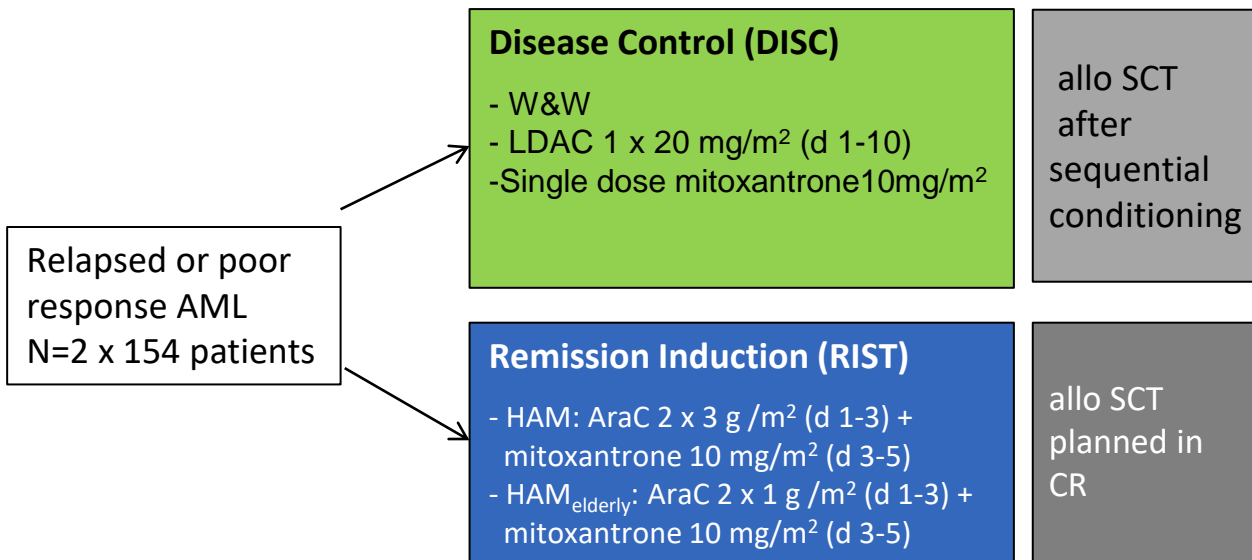 Relapsed or poor
response AML
N=2 x 154 patients
Disease Control (DISC)
- W&W
- LDAC 1 x 20 mg/m² (d 1-10)
-Single dose mitoxantrone10mg/m²
allo SCT
after
sequential
conditioning
Remission Induction (RIST)
- HAM: AraC 2 x 3 g /m² (d 1-3) +
mitoxantrone 10 mg/m² (d 3-5)
- HAMelderly: AraC 2 x 1 g /m² (d 1-3) +
mitoxantrone 10 mg/m² (d 3-5)
allo SCT
planned in
CR